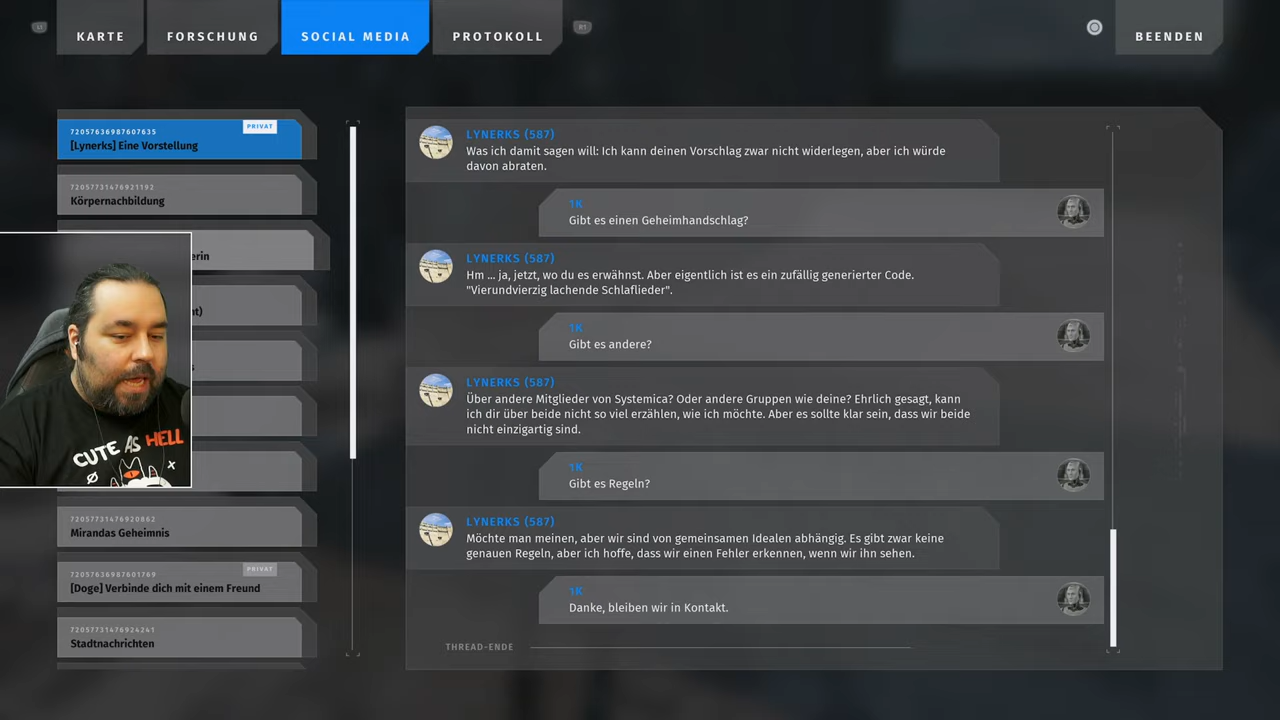 L1
KARTE
FORSCHUNG
SOCIAL MEDIA
PROTOKOLL
R1
BEENDEN
72057636987607635
PRIVAT
[Lynerks] Eine Vorstellung
72057731476921192
Körpernachbildung
erin
nt)
s
72057731476920862
Mirandas Geheimnis
72057636987601769
PRIVAT
[Doge] Verbinde dich mit einem Freund
72057731476924241
Stadtnachrichten
CUTE AS HELL
LYNERKS (587)
Was ich damit sagen will: Ich kann deinen Vorschlag zwar nicht widerlegen, aber ich würde
davon abraten.
1K
Gibt es einen Geheimhandschlag?
LYNERKS (587)
Hm ... ja, jetzt, wo du es erwähnst. Aber eigentlich ist es ein zufällig generierter Code.
"Vierundvierzig lachende Schlaflieder".
1K
Gibt es andere?
LYNERKS (587)
Über andere Mitglieder von Systemica? Oder andere Gruppen wie deine? Ehrlich gesagt, kann
ich dir über beide nicht so viel erzählen, wie ich möchte. Aber es sollte klar sein, dass wir beide
nicht einzigartig sind.
1K
Gibt es Regeln?
LYNERKS (587)
Möchte man meinen, aber wir sind von gemeinsamen Idealen abhängig. Es gibt zwar keine
genauen Regeln, aber ich hoffe, dass wir einen Fehler erkennen, wenn wir ihn sehen.
1K
Danke, bleiben wir in Kontakt.
THREAD-ENDE